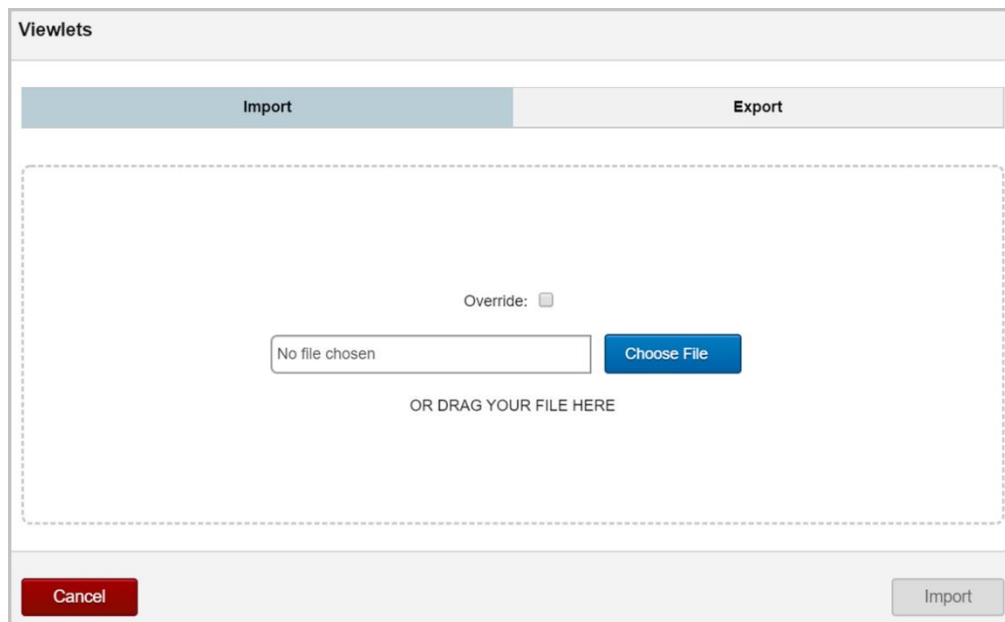 Viewlets
Import Export
Override:
No file chosen Choose File
OR DRAG YOUR FILE HERE
Cancel Import